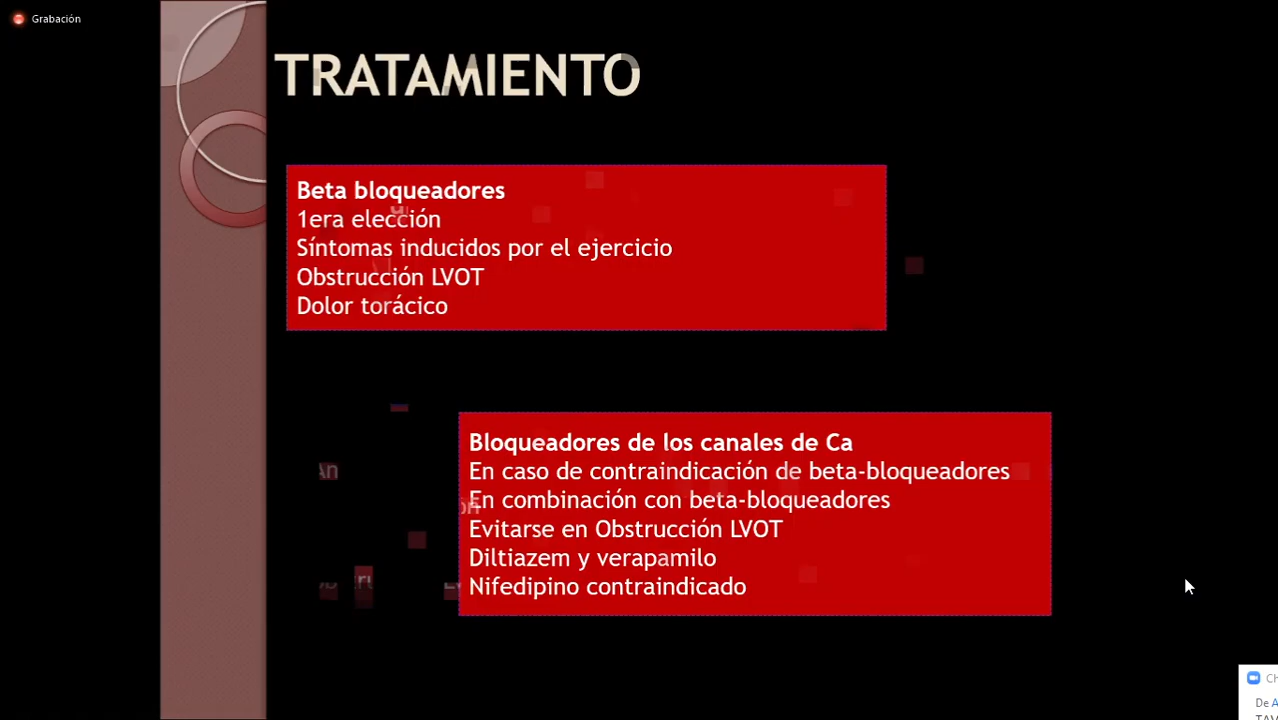 Grabación
TRATAMIENTO
Beta bloqueadores
1era elección
Síntomas inducidos por el ejercicio
Obstrucción LVOT
Dolor torácico
Bloqueadores de los canales de Ca
En caso de contraindicación de beta-bloqueadores
En combinación con beta-bloqueadores
Evitarse en Obstrucción LVOT
Diltiazem y verapamilo
Nifedipino contraindicado
De A